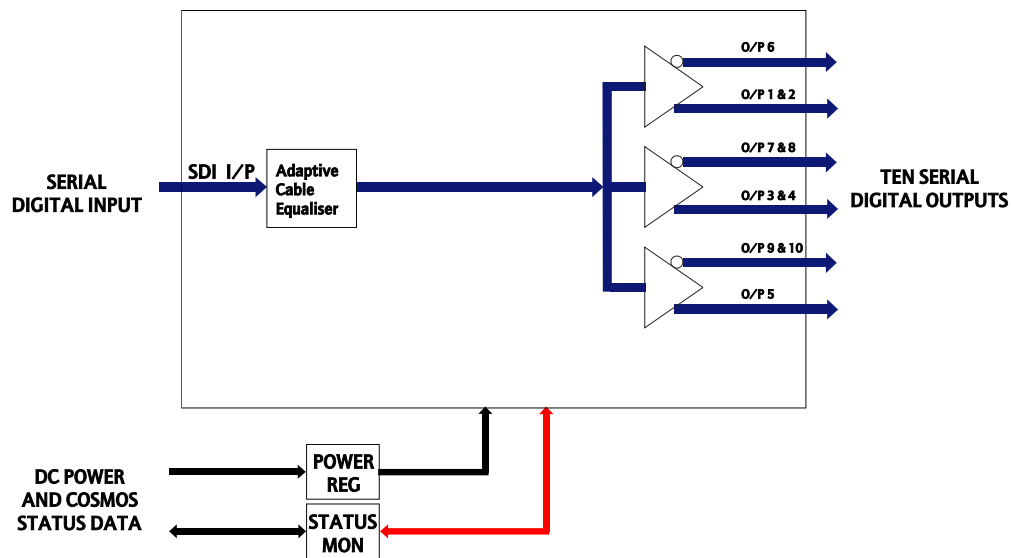 O/P 6
O/P 1 & 2
O/P 7 & 8
SDI I/P
Adaptive
Cable
Equaliser
SERIAL
DIGITAL INPUT
O/P 3 & 4
TEN SERIAL
DIGITAL OUTPUTS
O/P 9 & 10
O/P 5
DC POWER
AND COSMOS
STATUS DATA
POWER
REG
STATUS
MON